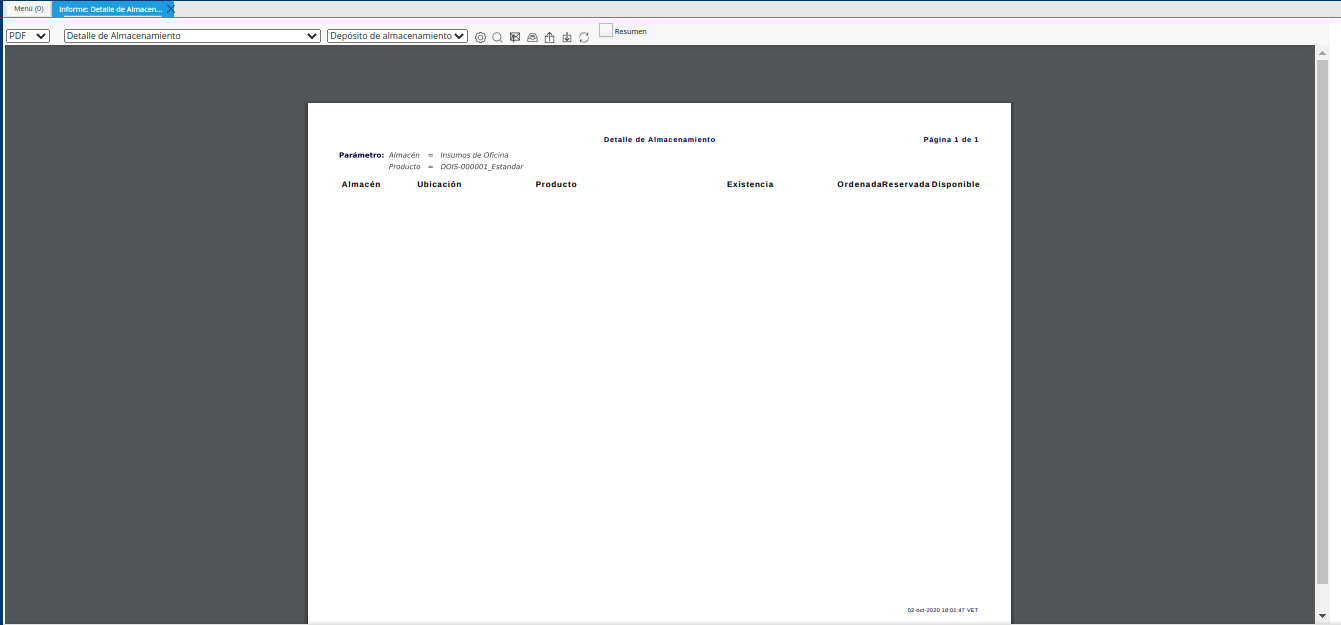 Menú (0) Informe: Detalle de Almacen...
PDF Detalle de Almacenamiento Depósito de almacenamiento Resumen
Detalle de Almacenamiento Página 1 de 1
Parámetro: Almacén = Insumos de Oficina
Producto = DOIS-000001_Estandar
Almacén Ubicación Producto Existencia Ordenada Reservada Disponible
02-oct-2020 18:01:47 VET